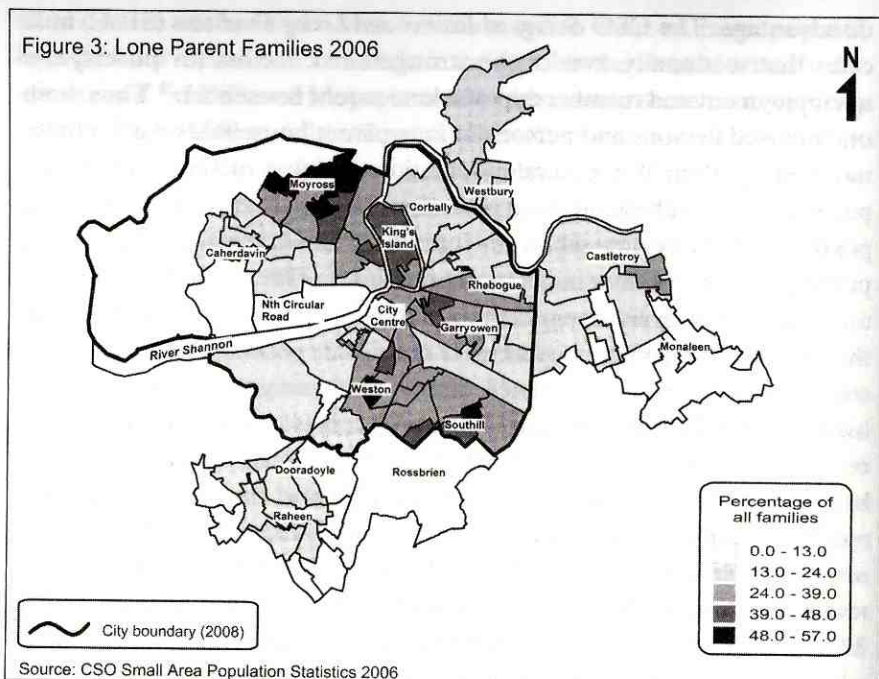 Figure 3: Lone Parent Families 2006
N
Moyross
Westbury
Corbally
King's
Island
Caherdavin
Castletroy
Rhebogue
Nth Circular
Road
City
Centre
Garryowen
River Shannon
Monaleen
Weston
Southill
Dooradoyle
Rossbrien
Raheen
Percentage of
all families
0.0 - 13.0
13.0 - 24.0
24.0 - 39.0
39.0 - 48.0
48.0 - 57.0
City boundary (2008)
Source: CSO Small Area Population Statistics 2006